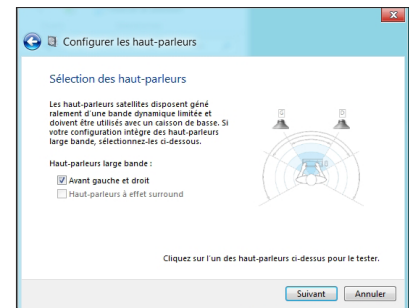 Configurer les haut-parleurs
Sélection des haut-parleurs
Les haut-parleurs satellites disposent géné
ralement d'une bande dynamique limitée et
doivent être utilisés avec un caisson de basse. Si
votre configuration intègre des haut-parleurs
large bande, sélectionnez-les ci-dessous.
Haut-parleurs large bande :
Avant gauche et droit
Haut-parleurs à effet surround
Cliquez sur l'un des haut-parleurs ci-dessus pour le tester.
Suivant
Annuler